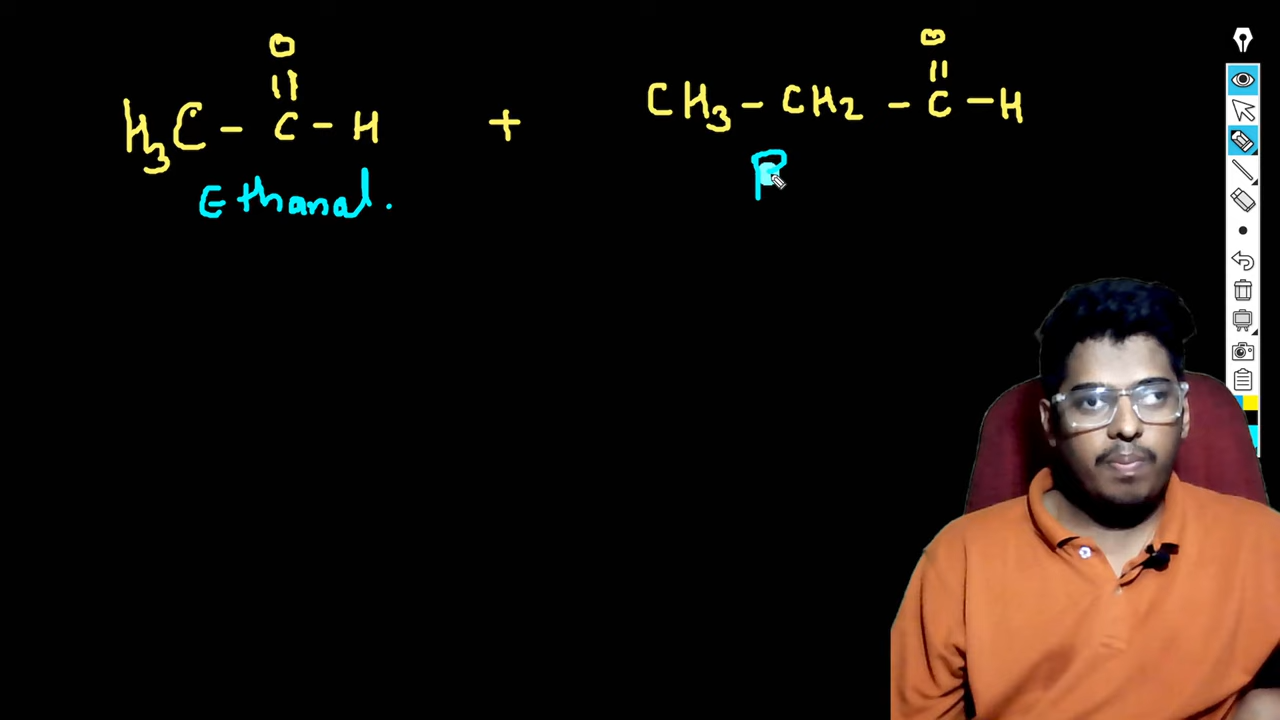 O
||
H3C - C - H + CH3 - CH2 - C - H
O
||
Ethanal.
P